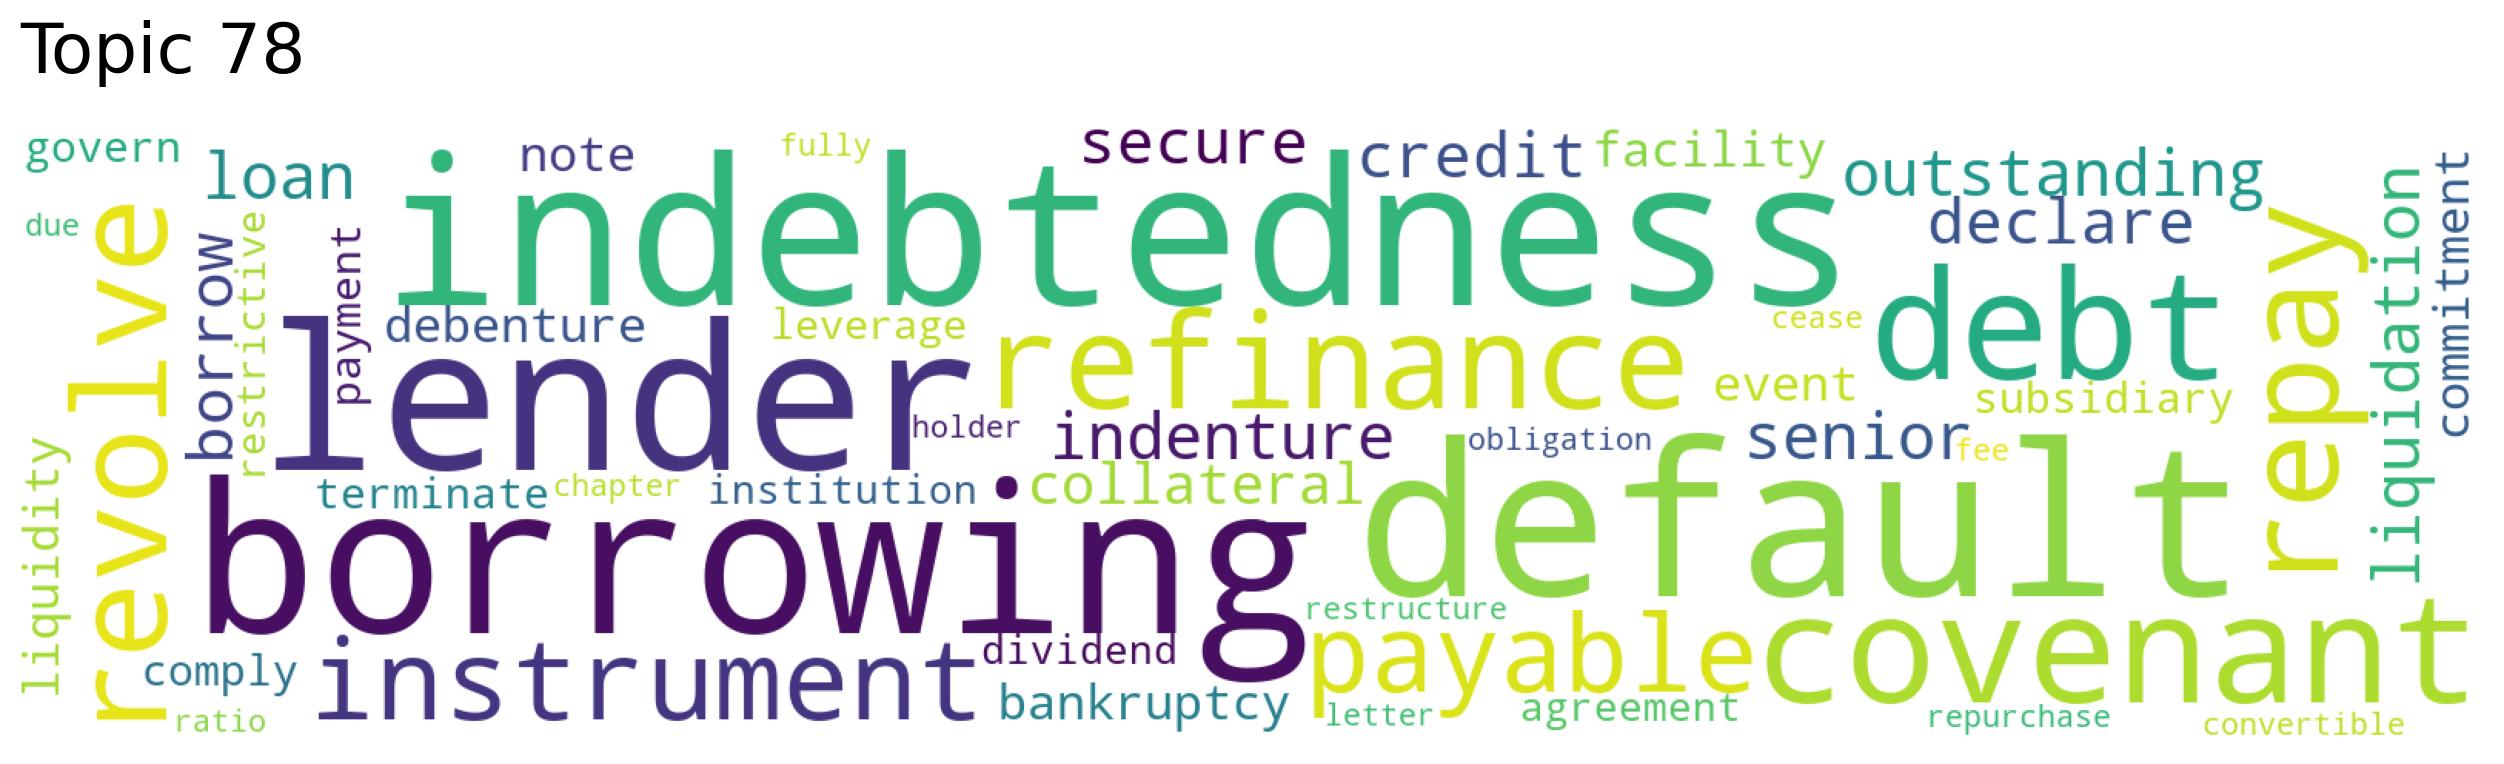 Topic 78
govern
loan
note
fully
secure
credit
facility
outstanding
due
revolve
borrow
restrictive
payment
indebtedness
declare
repay
liquidation
commitment
debenture
leverage
refinance
cease
debt
lender
event
subsidiary
holder
indenture
obligation
senior
fee
liquidity
terminate
chapter
institution
collateral
default
borrowing
restructure
comply
instrument
dividend
payable
covenant
ratio
bankruptcy
letter
agreement
repurchase
convertible